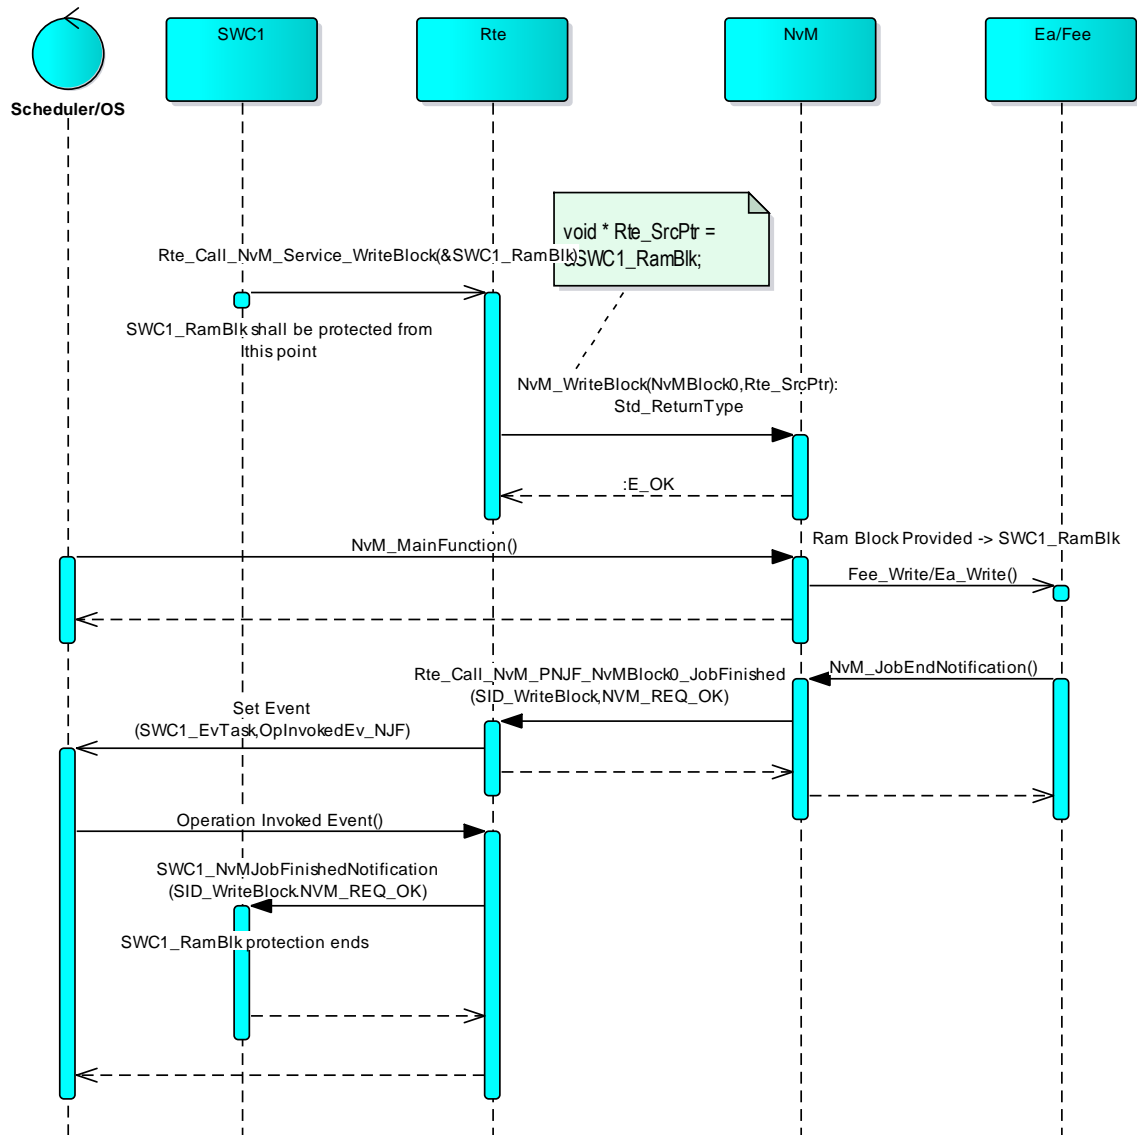 SWC1
Rte
NvM
Ea/Fee
Scheduler/OS
void * Rte_SrcPtr =
&SWC1_RamBlk;
Rte_Call_NvM_Service_WriteBlock(&SWC1_RamBlk)
SWC1_RamBlk shall be protected from
this point
NvM_WriteBlock(NvMBlock0,Rte_SrcPtr):
Std_ReturnType
:E_OK
Ram Block Provided -> SWC1_RamBlk
NvM_MainFunction()
Fee_Write/Ea_Write()
NvM_JobEndNotification()
Rte_Call_NvM_PNJF_NvMBlock0_JobFinished
(SID_WriteBlock,NVM_REQ_OK)
Set Event
(SWC1_EvTask,OpInvokedEv_NJF)
Operation Invoked Event()
SWC1_NvMJobFinishedNotification
(SID_WriteBlock.NVM_REQ_OK)
SWC1_RamBlk protection ends